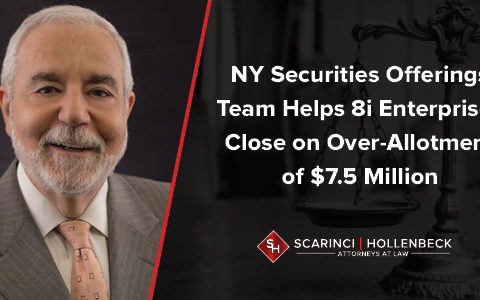 NY Securities Offerings
Team Helps 8i Enterpris
Close on Over-Allotmen
of $7.5 Million
SH
SCARINCI | HOLLENBECK
ATTORNEYS AT LAW